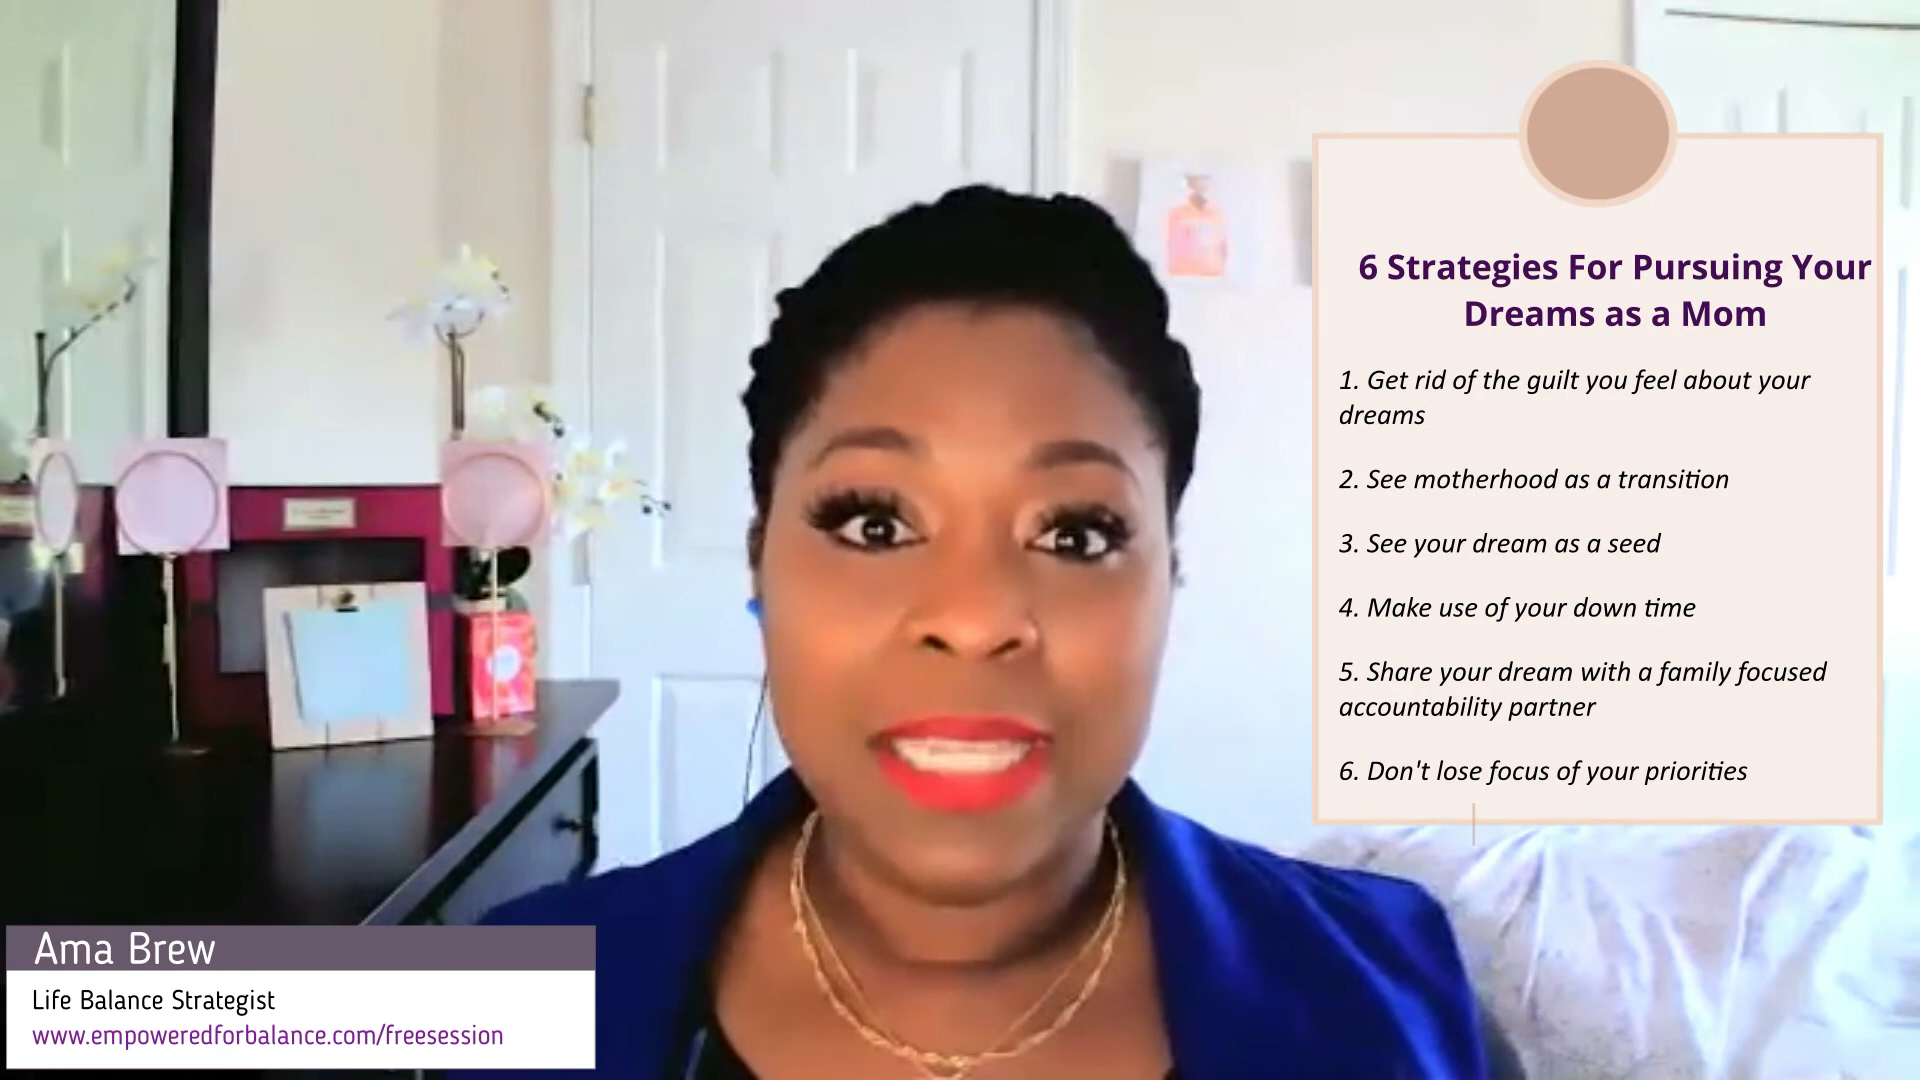 6 Strategies For Pursuing Your
Dreams as a Mom
1. Get rid of the guilt you feel about your
dreams
2. See motherhood as a transition
3. See your dream as a seed
4. Make use of your down time
5. Share your dream with a family focused
accountability partner
6. Don't lose focus of your priorities
Ama Brew
Life Balance Strategist
www.empoweredforbalance.com/freesession